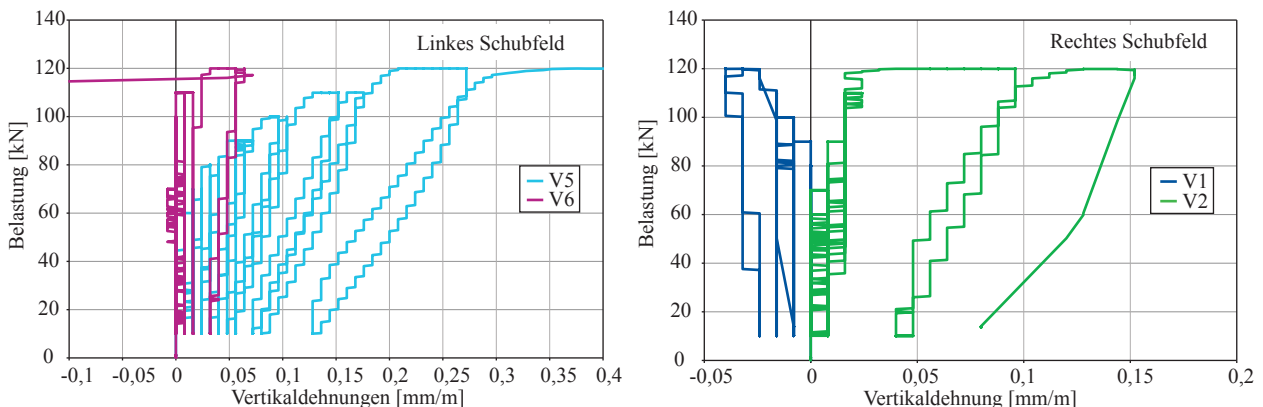 Linkes Schubfeld
Belastung [kN]
140
120
100
80
60
40
20
0
V5
V6
-0,1 -0,05 0 0,05 0,1 0,15 0,2 0,25 0,3 0,35 0,4
Vertikaldehnungen [mm/m]
Rechtes Schubfeld
Belastung [kN]
140
120
100
80
60
40
20
0
V1
V2
-0,05 0 0,05 0,1 0,15 0,2
Vertikaldehnung [mm/m]